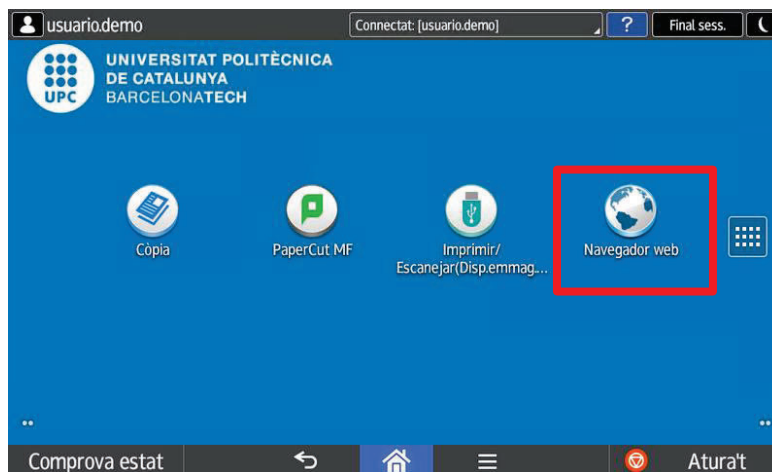 usuario.demo
Connectat: [usuario.demo]
?
Final sess.
UNIVERSITAT POLITÈCNICA
DE CATALUNYA
BARCELONATECH
UPC
Còpia
PaperCut MF
Imprimir/
Escanejar(Disp.emmag....
Navegador web
Comprova estat
Atura't